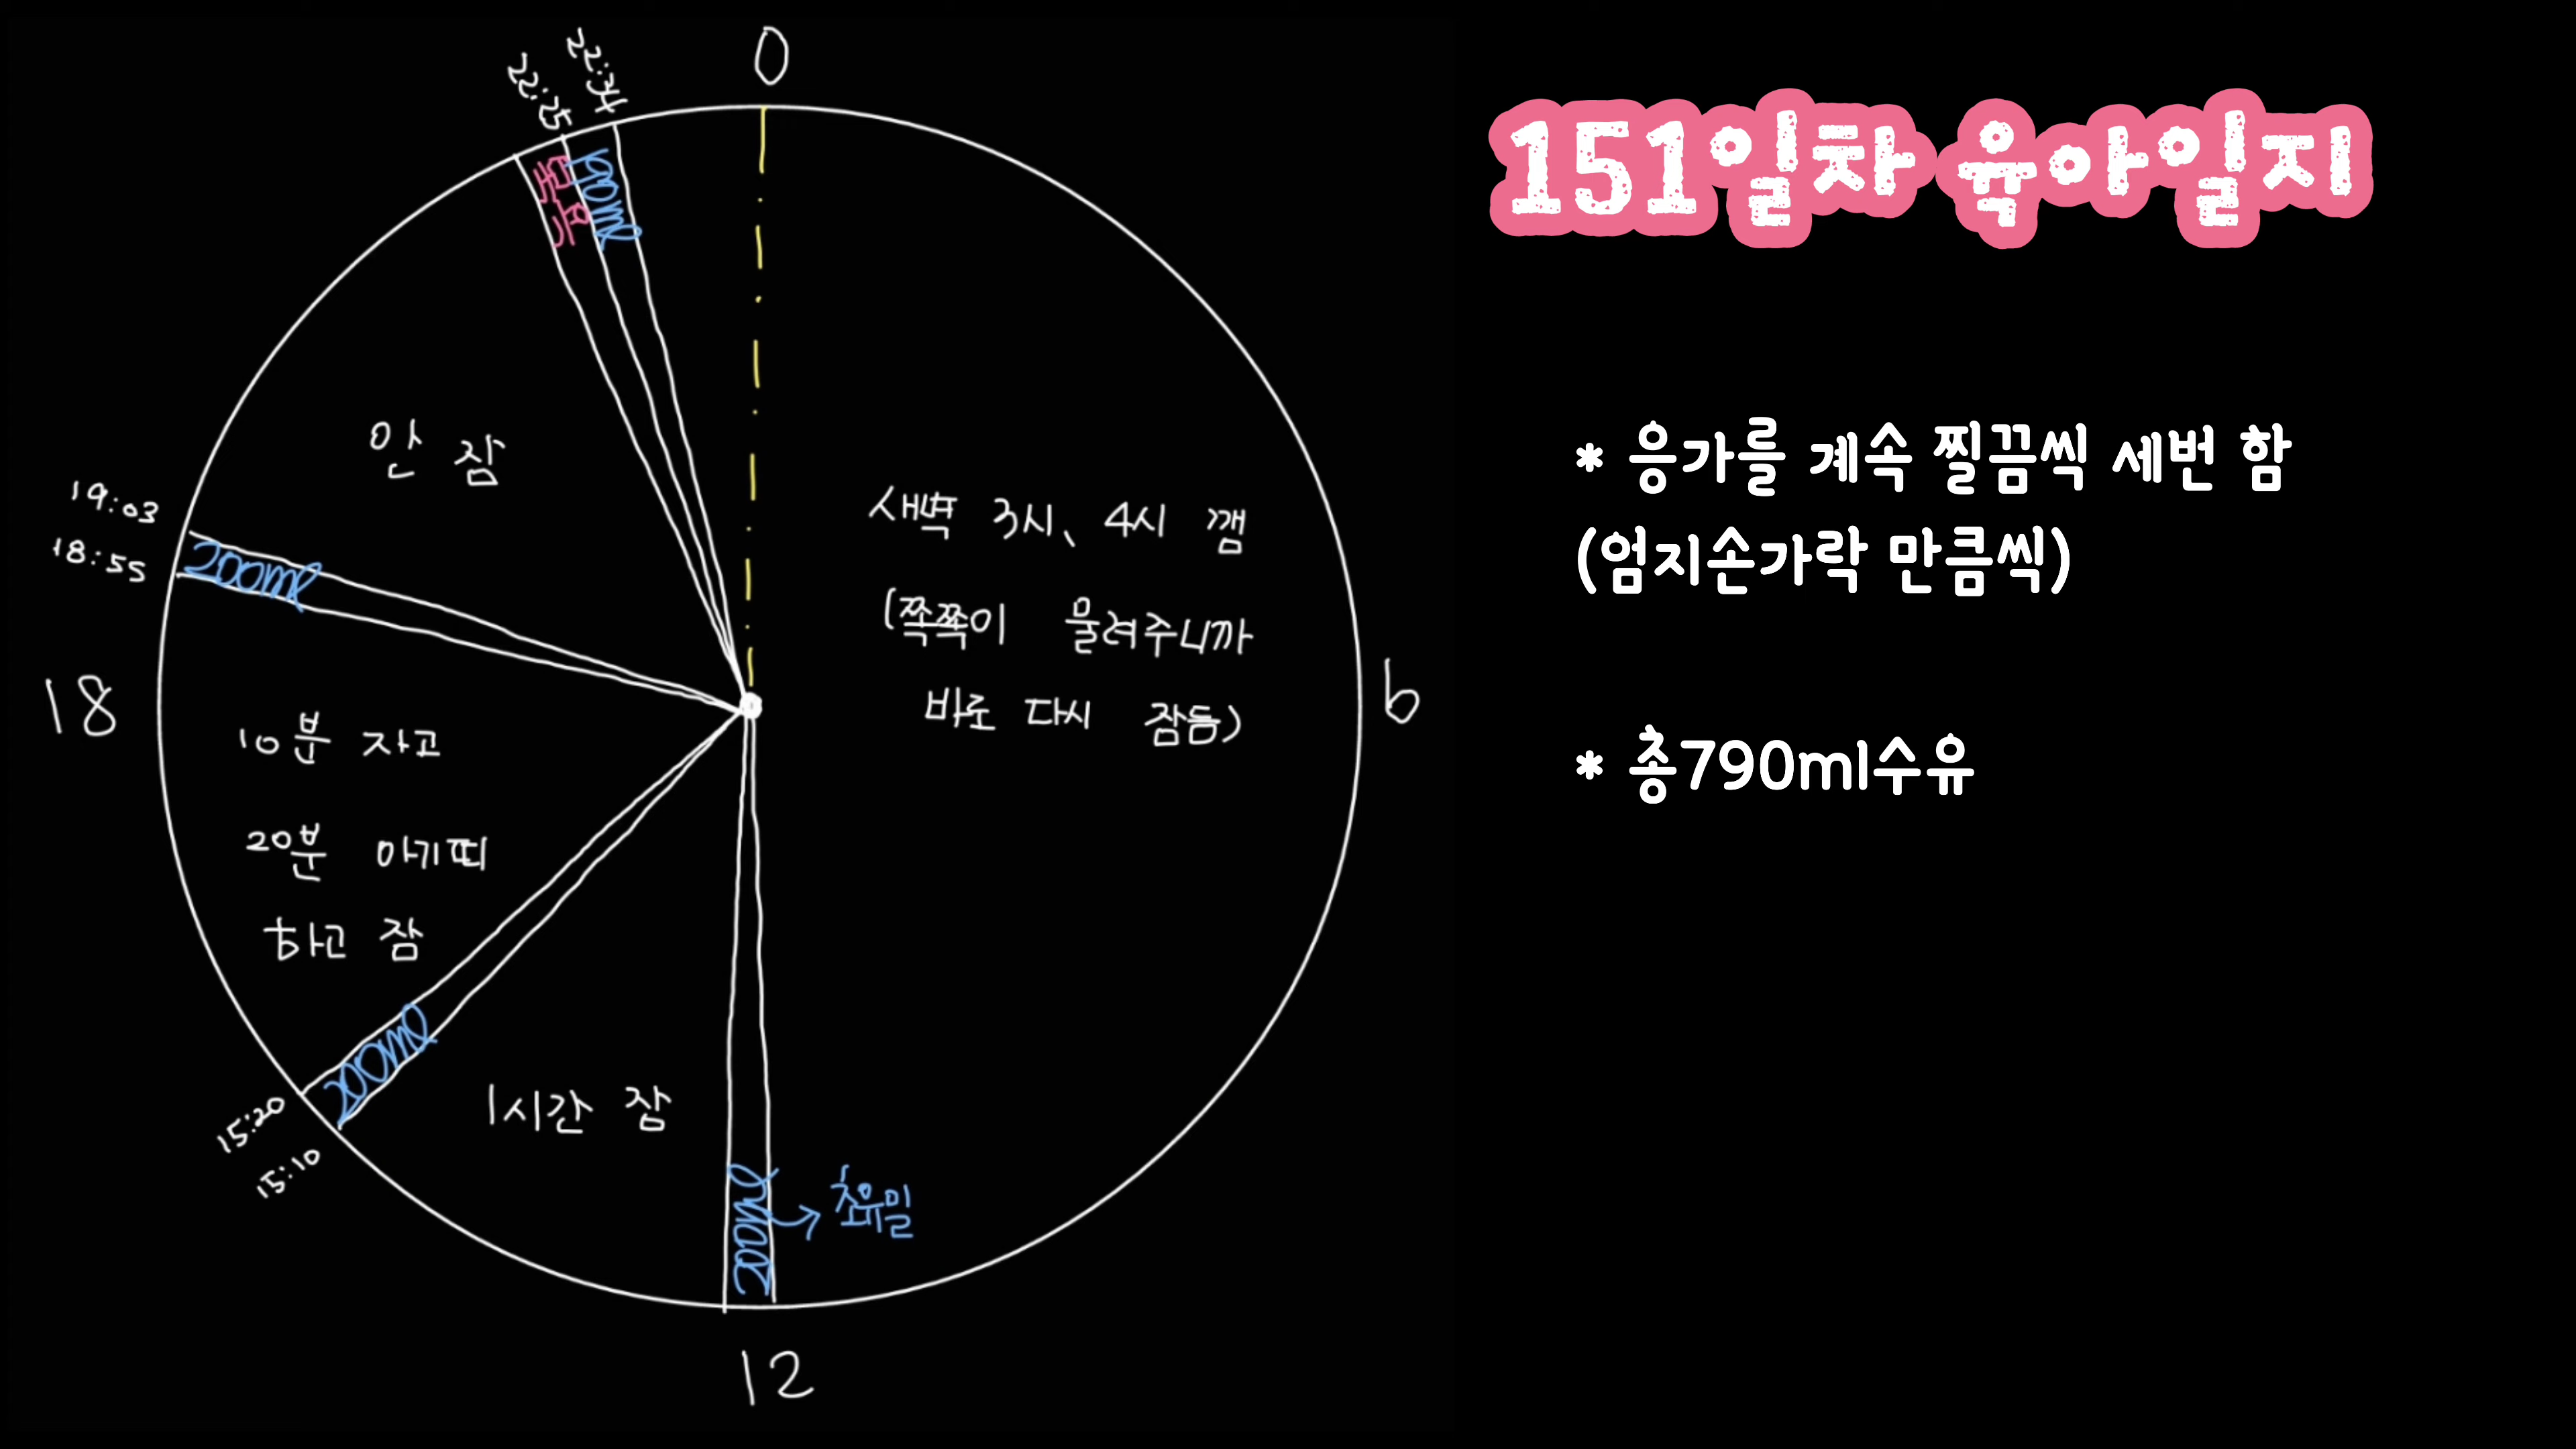 151일차 육아일지
* 응가를 계속 찔끔씩 세번 함
(엄지손가락 만큼씩)
* 총790ml수유
0
22:34
22:25
190ml
목욕
안 잠
19:03
18:55
200ml
18
10분 자고
20분 아기띠
하고 잠
200ml
15:20
15:10
1시간 잠
200ml
초유밀
12
새벽 3시, 4시 깸
(쪽쪽이 물려주니까
바로 다시 잠듬)
6